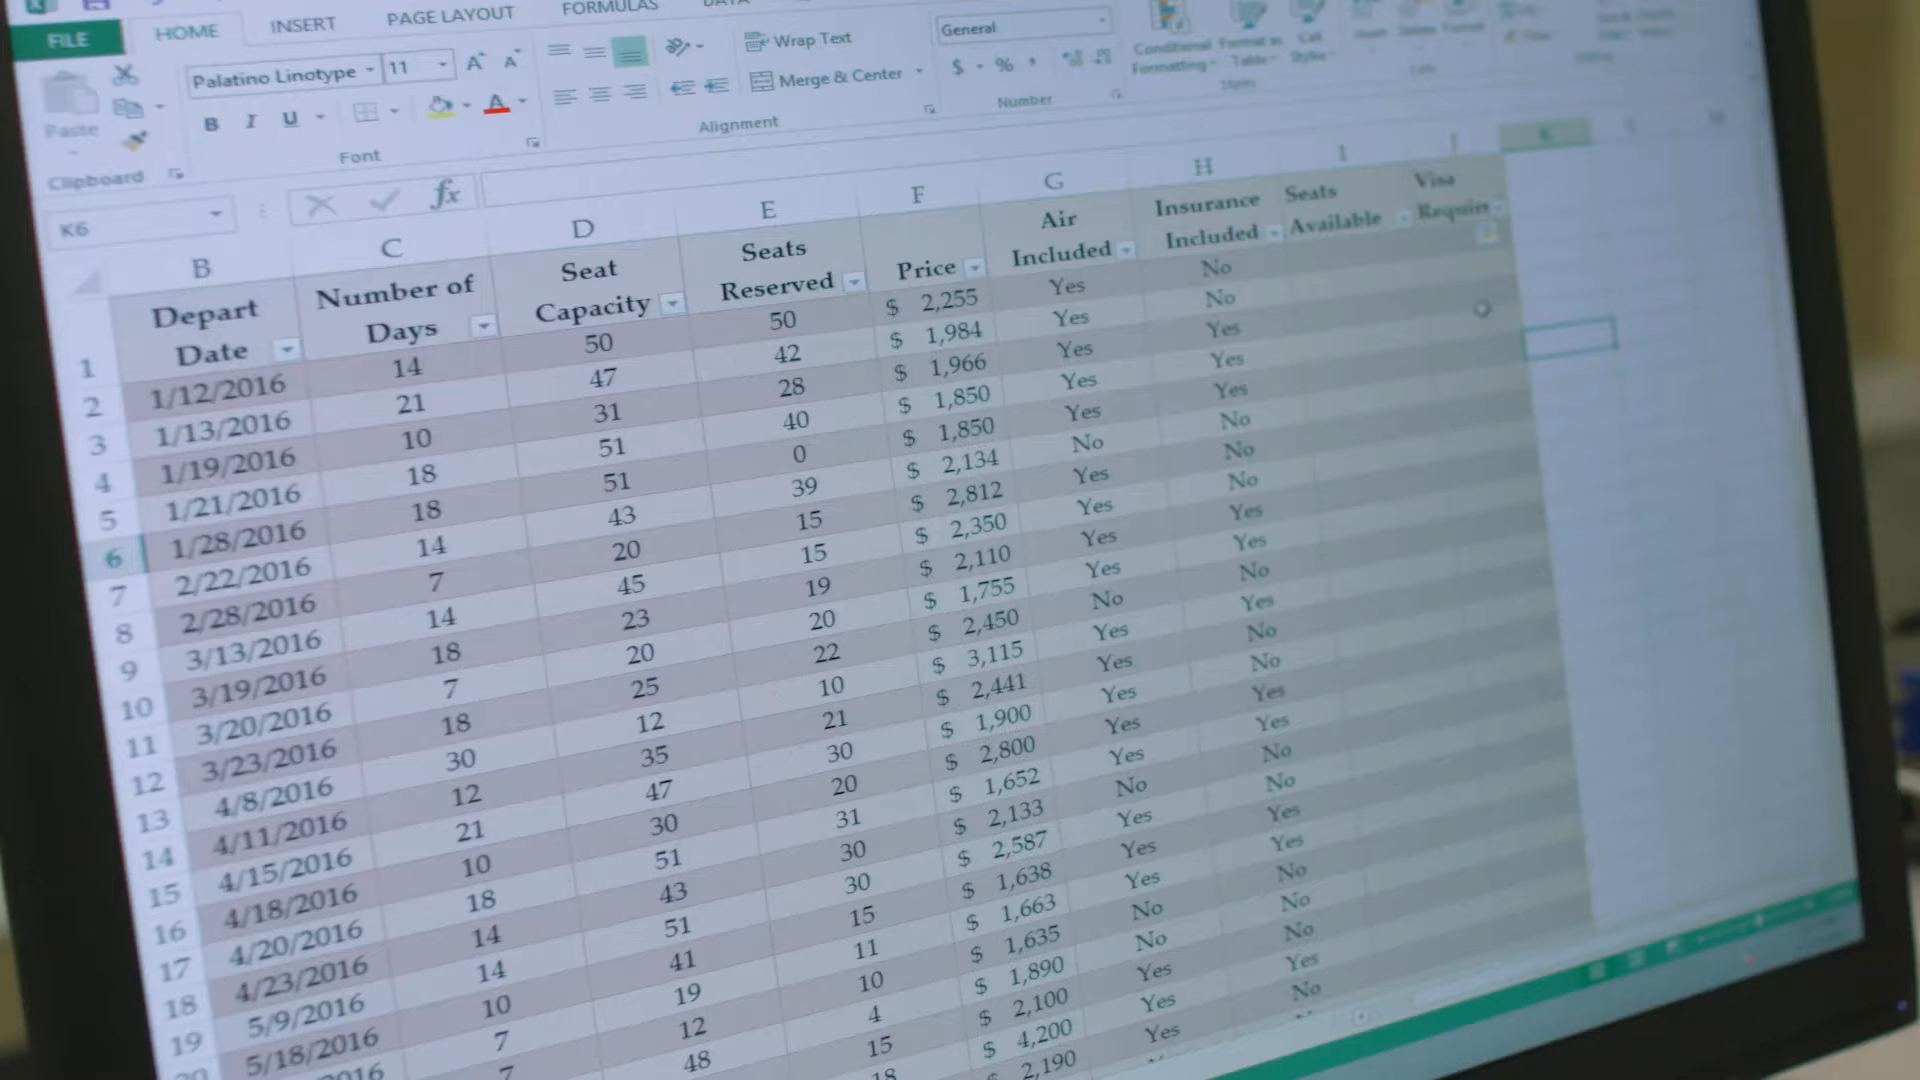 FILE HOME INSERT PAGE LAYOUT FORMULAS
Palatino Linotype 11 A A Wrap Text General
Paste B I U A Merge & Center $ % Conditional Formatting Format as Table Cell Styles
Clipboard Font Alignment Number Styles
K6 fx
B C D E F G H I
Depart Date Number of Days Seat Capacity Seats Reserved Price Air Included Insurance Included Seats Available Visa
1
2 1/12/2016 14 50 50 $ 2,255 Yes No
3 1/13/2016 21 47 42 $ 1,984 Yes No
4 1/19/2016 10 31 28 $ 1,966 Yes Yes
5 1/21/2016 18 51 40 $ 1,850 Yes Yes
6 1/28/2016 18 51 0 $ 1,850 Yes Yes
7 2/22/2016 14 43 39 $ 2,134 No No
8 2/28/2016 7 20 15 $ 2,812 Yes No
9 3/13/2016 14 45 15 $ 2,350 Yes No
10 3/19/2016 18 23 19 $ 2,110 Yes Yes
11 3/20/2016 7 20 20 $ 1,755 Yes Yes
12 3/23/2016 18 25 22 $ 2,450 No No
13 4/8/2016 30 12 10 $ 3,115 Yes Yes
14 4/11/2016 12 35 21 $ 2,441 Yes No
15 4/15/2016 21 47 30 $ 1,900 Yes No
16 4/18/2016 10 30 20 $ 2,800 Yes Yes
17 4/20/2016 18 51 31 $ 1,652 Yes Yes
18 4/23/2016 14 43 30 $ 2,133 No No
19 5/9/2016 14 51 30 $ 2,587 Yes No
5/18/2016 10 41 15 $ 1,638 Yes Yes
7 19 11 $ 1,663 Yes Yes
7 12 10 $ 1,635 No No
48 4 $ 1,890 No No
15 $ 2,100 Yes No
18 $ 4,200 Yes Yes
2,190 Yes No